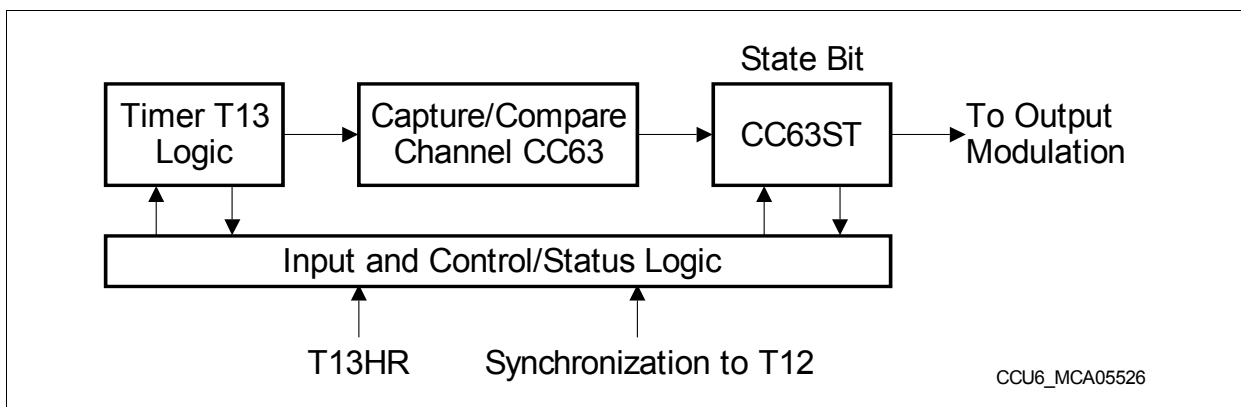 State Bit
Timer T13
Logic
Capture/Compare
Channel CC63
CC63ST
To Output
Modulation
Input and Control/Status Logic
T13HR
Synchronization to T12
CCU6_MCA05526